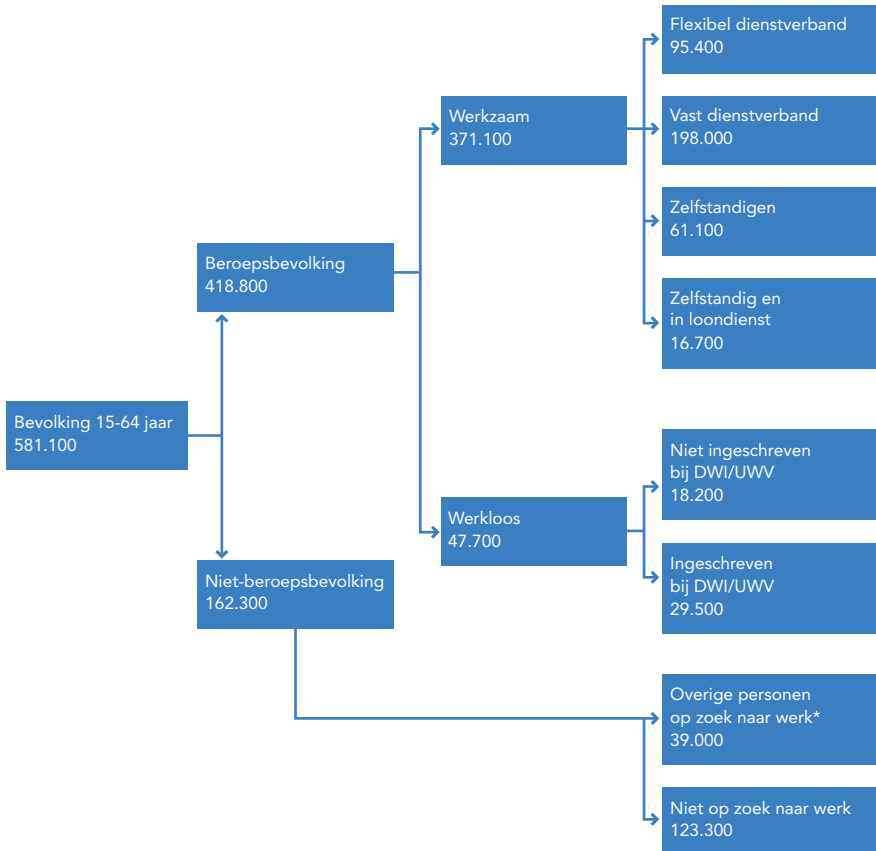 Flexibel dienstverband
95.400
Werkzaam
371.100
Vast dienstverband
198.000
Zelfstandigen
61.100
Beroepsbevolking
418.800
Zelfstandig en
in loondienst
16.700
Bevolking 15-64 jaar
581.100
Niet ingeschreven
bij DWI/UWV
18.200
Werkloos
47.700
Ingeschreven
bij DWI/UWV
29.500
Niet-beroepsbevolking
162.300
Overige personen
op zoek naar werk*
39.000
Niet op zoek naar werk
123.300